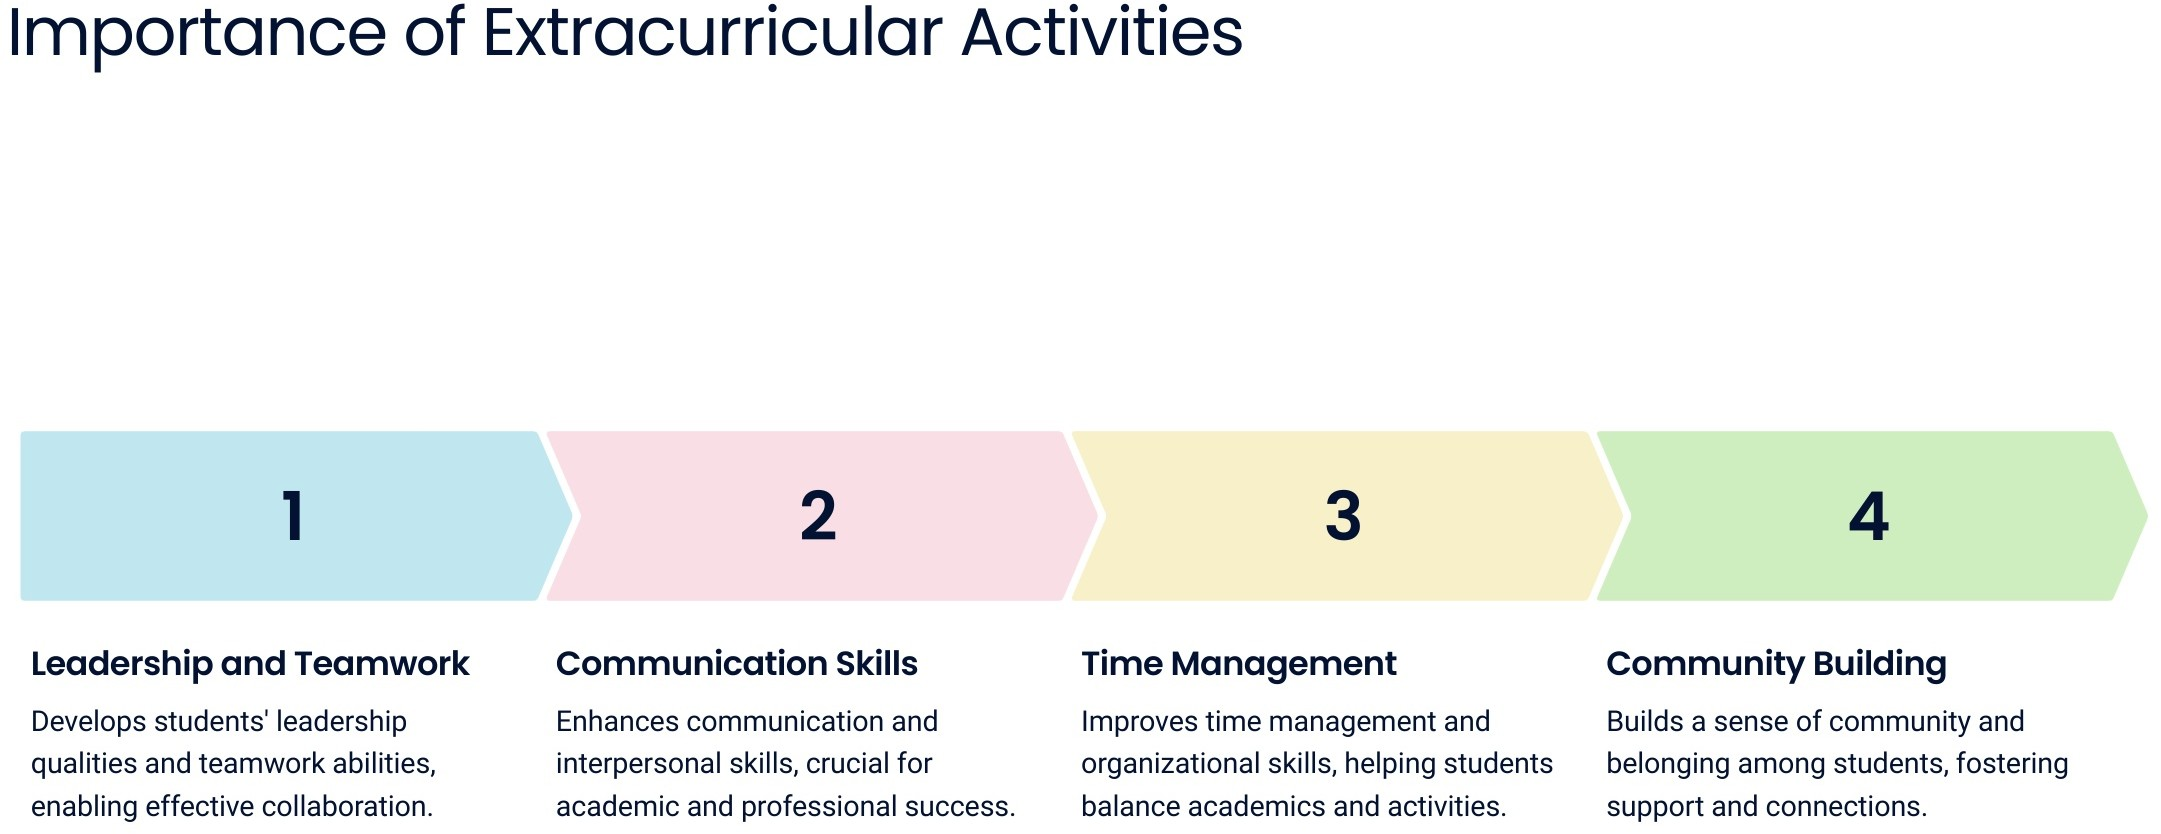 Importance of Extracurricular Activities
1
2
3
4
Leadership and Teamwork
Develops students' leadership
qualities and teamwork abilities,
enabling effective collaboration.
Communication Skills
Enhances communication and
interpersonal skills, crucial for
academic and professional success.
Time Management
Improves time management and
organizational skills, helping students
balance academics and activities.
Community Building
Builds a sense of community and
belonging among students, fostering
support and connections.